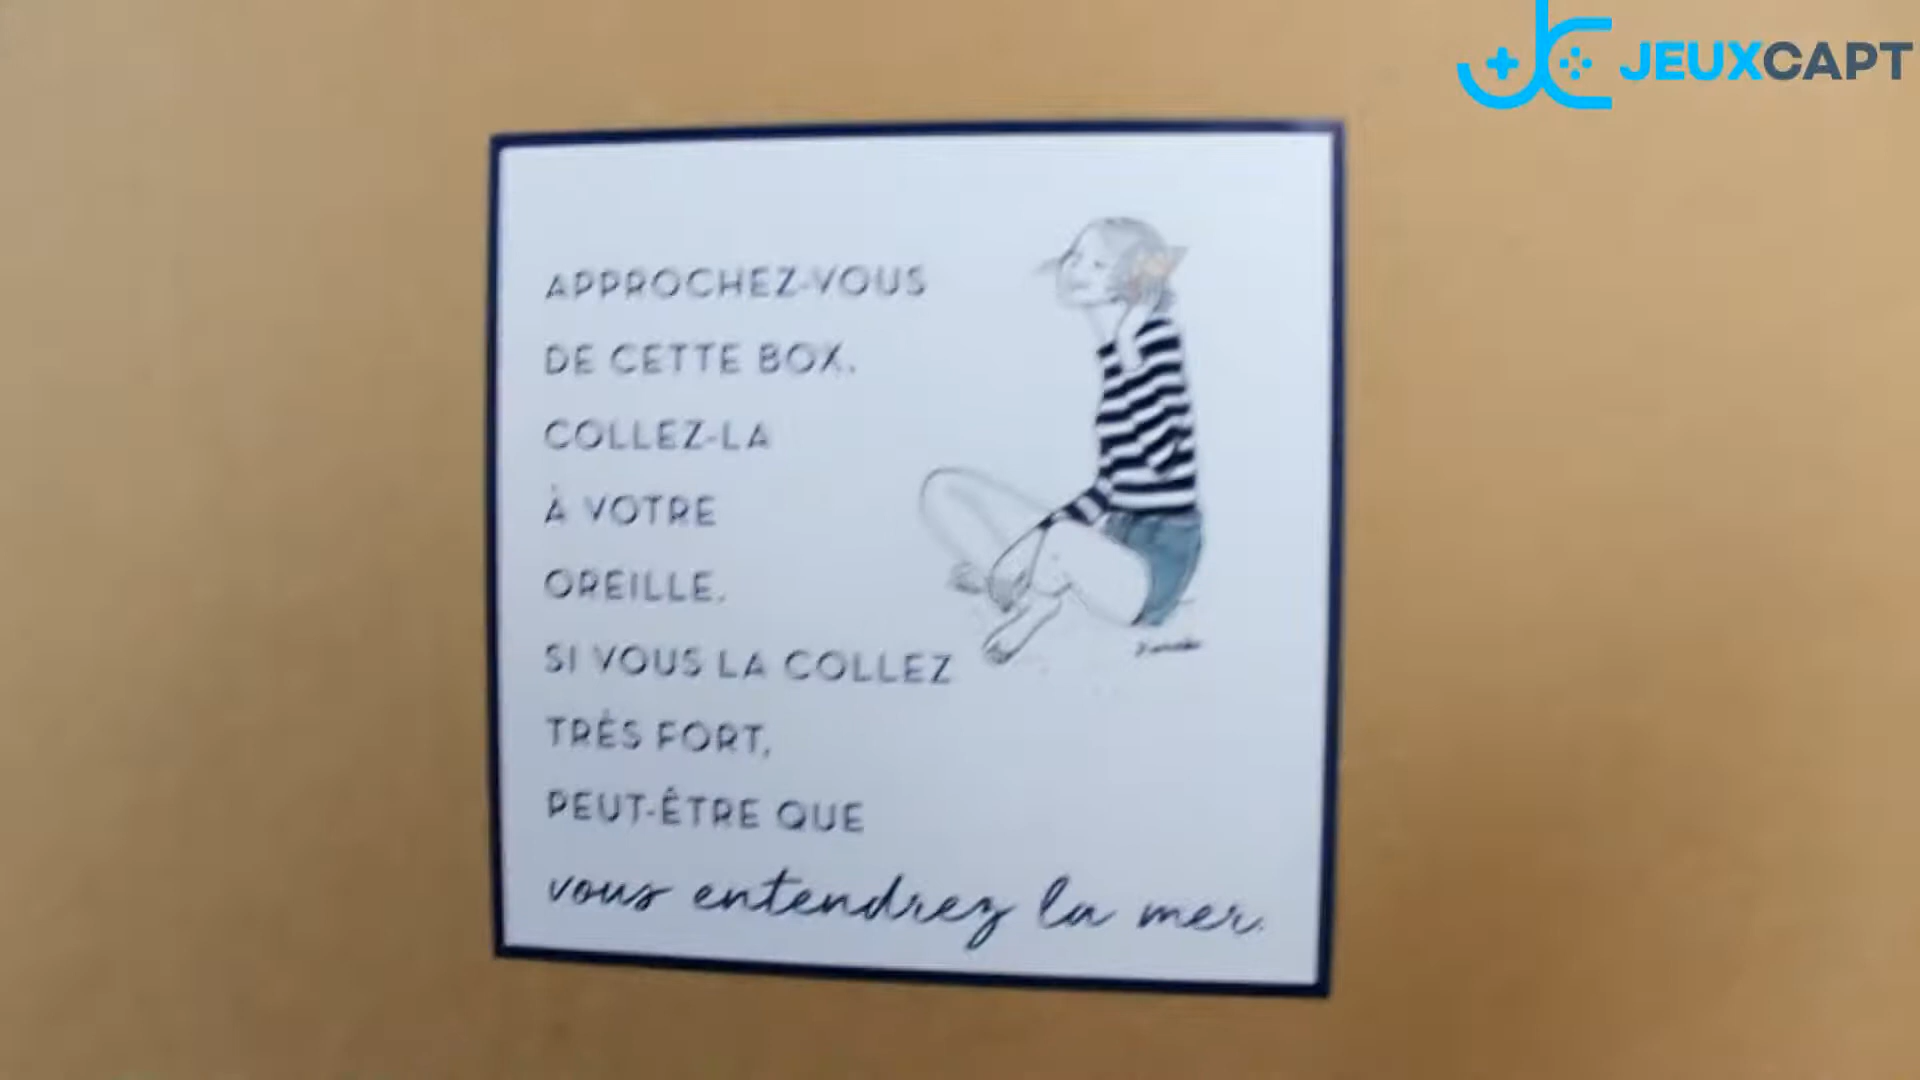 JEUXCAPT
APPROCHEZ-VOUS
DE CETTE BOX.
COLLEZ-LA
À VOTRE
OREILLE.
SI VOUS LA COLLEZ
TRÈS FORT,
PEUT-ÊTRE QUE
vous entendrez la mer.